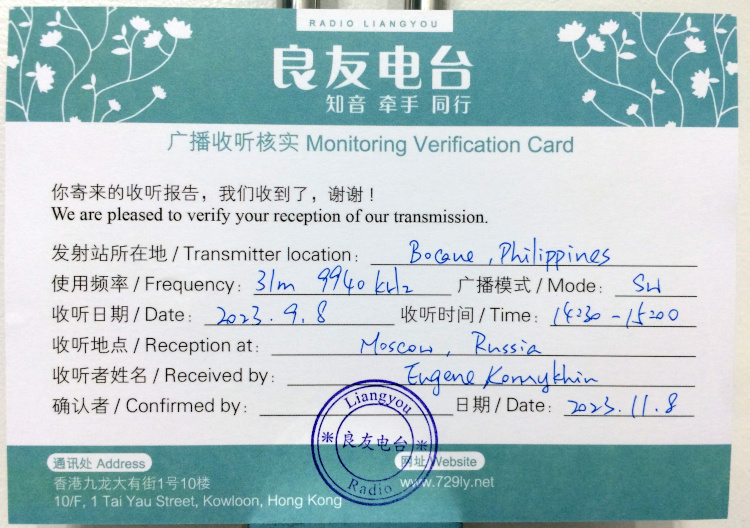 RADIO LIANGYOU
良友电台
知音 牵手 同行
广播收听核实 Monitoring Verification Card
你寄来的收听报告，我们收到了，谢谢！
We are pleased to verify your reception of our transmission.
发射站所在地 / Transmitter location: Bocaue, Philippines
使用频率 / Frequency: 31m 9940 kHz 广播模式 / Mode: SW
收听日期 / Date: 2023.9.8 收听时间 / Time: 14:30-15:00
收听地点 / Reception at: Moscow, Russia
收听者姓名 / Received by: Eugene Konnykhin
确认者 / Confirmed by: 日期 / Date: 2023.11.8
Liangyou
良友电台
Radio
通讯处 Address 网址 Website
香港九龙大有街1号10楼 www.729ly.net
10/F, 1 Tai Yau Street, Kowloon, Hong Kong